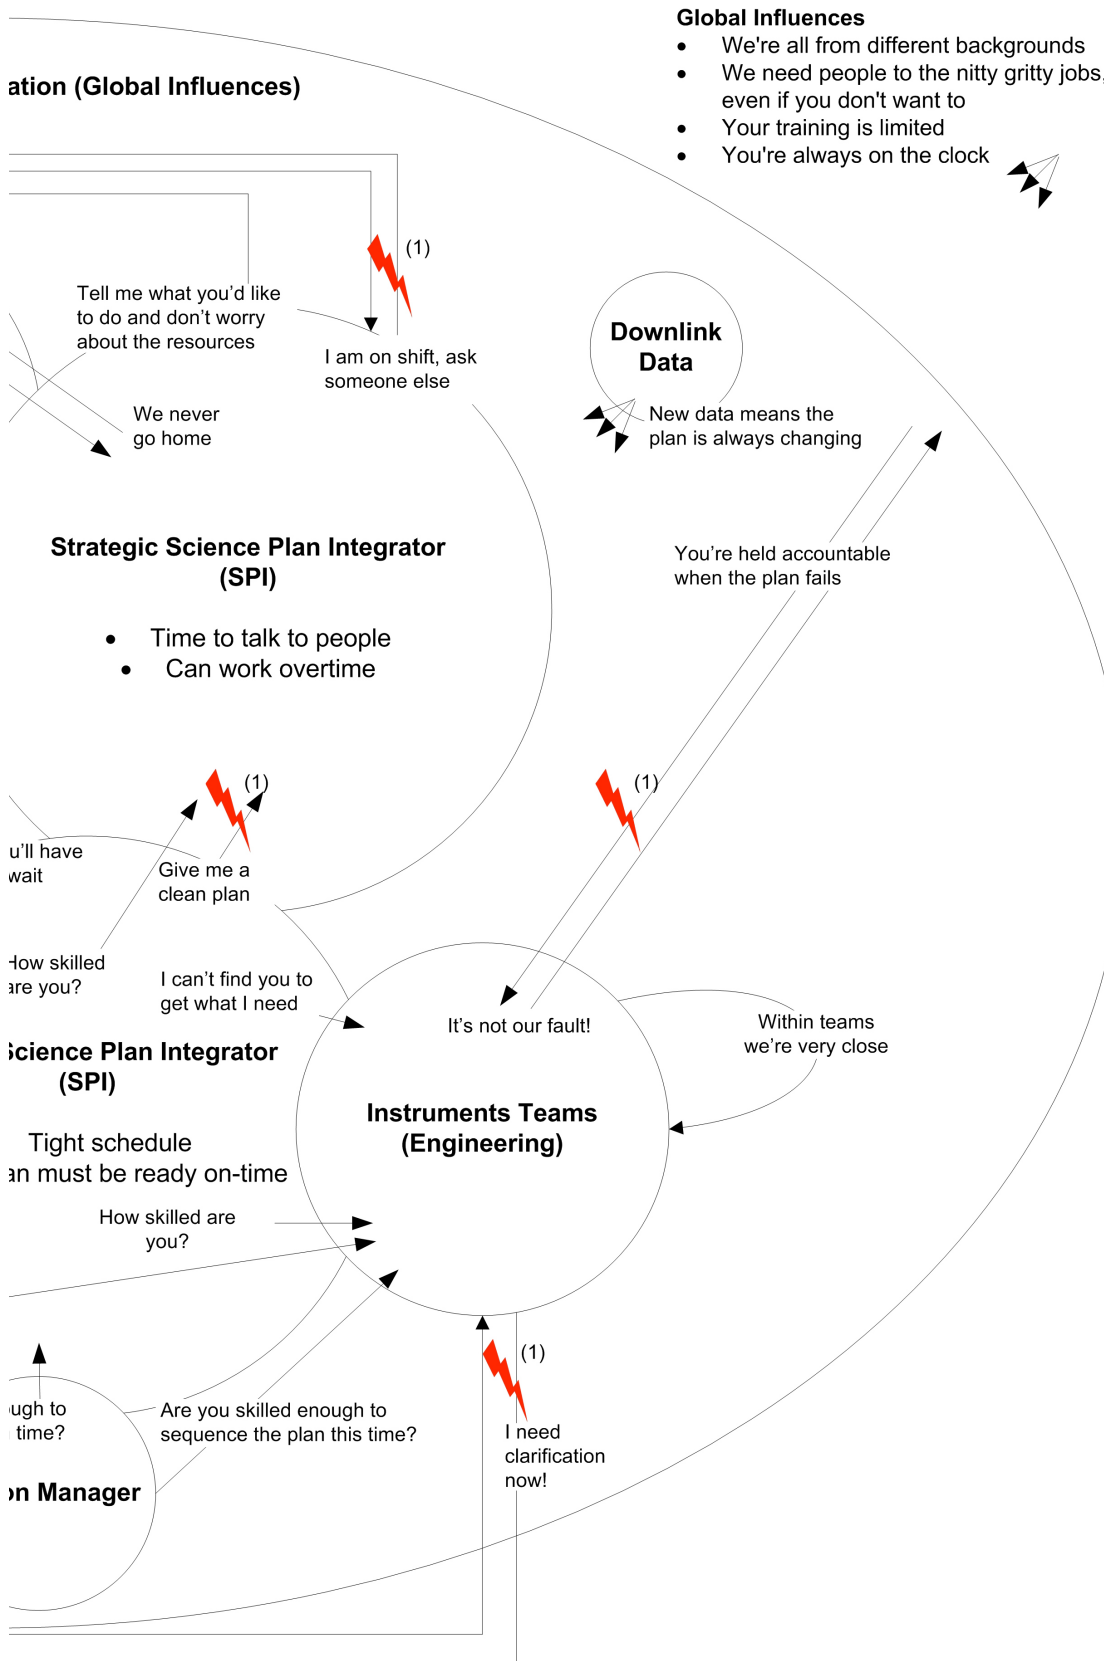 Global Influences
• We're all from different backgrounds
• We need people to the nitty gritty jobs,
even if you don't want to
• Your training is limited
• You're always on the clock
ation (Global Influences)
(1)
Tell me what you’d like
to do and don’t worry
about the resources
I am on shift, ask
someone else
We never
go home
Downlink
Data
New data means the
plan is always changing
You’re held accountable
when the plan fails
Strategic Science Plan Integrator
(SPI)
• Time to talk to people
• Can work overtime
(1)
(1)
u’ll have
wait
Give me a
clean plan
How skilled
are you?
I can’t find you to
get what I need
It’s not our fault!
Within teams
we’re very close
Science Plan Integrator
(SPI)
Instruments Teams
(Engineering)
Tight schedule
an must be ready on-time
How skilled are
you?
(1)
ough to
time?
Are you skilled enough to
sequence the plan this time?
I need
clarification
now!
on Manager